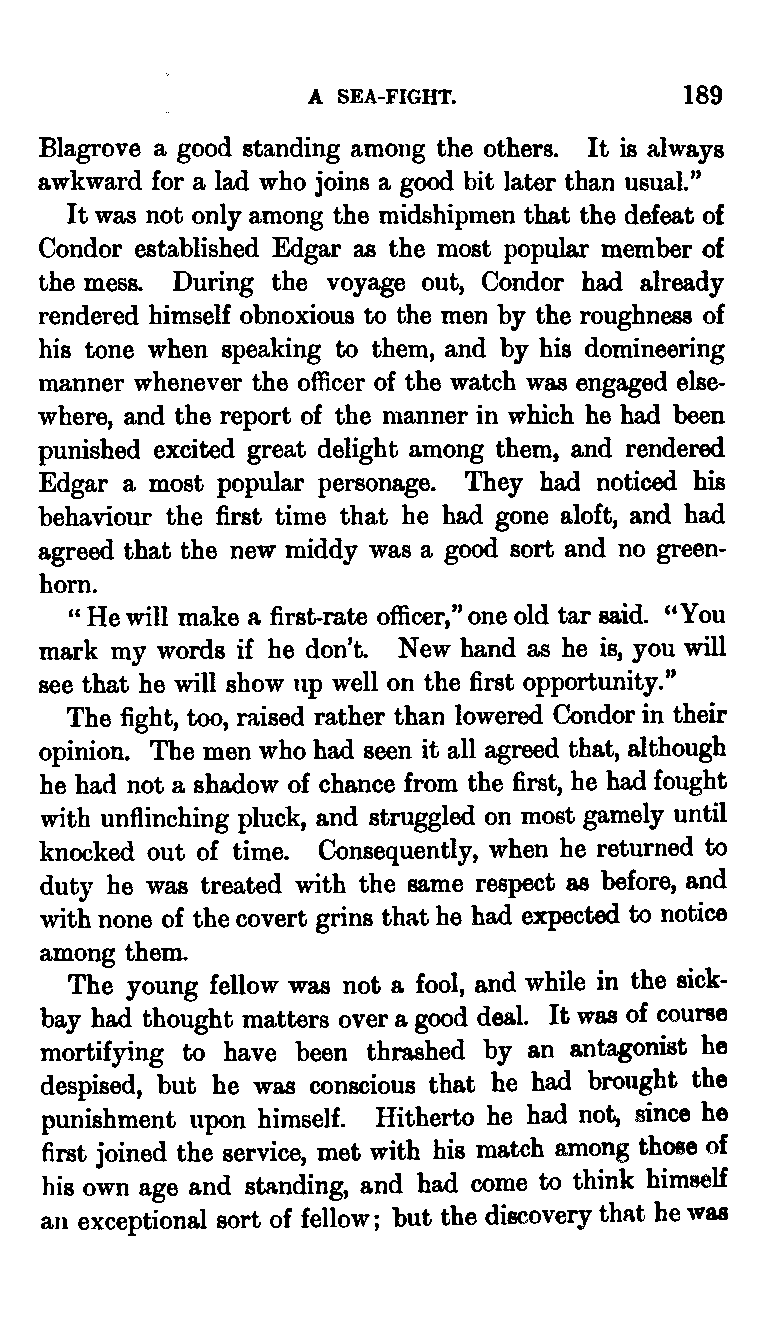 A SEA-FIGHT. 189
Blagrove a good standing among the others. It is always
awkward for a lad who joins a good bit later than usual.”
It was not only among the midshipmen that the defeat of
Condor established Edgar as the most popular member of
the mess. During the voyage out, Condor had already
rendered himself obnoxious to the men by the roughness of
his tone when speaking to them, and by his domineering
manner whenever the officer of the watch was engaged else-
where, and the report of the manner in which he had been
punished excited great delight among them, and rendered
Edgar a most popular personage. They had noticed his
behaviour the first time that he had gone aloft, and had
agreed that the new middy was a good sort and no green-
horn.
“He will make a first-rate officer,” one old tar said. “You
mark my words if he don’t. New hand as he is, you will
see that he will show up well on the first opportunity.”
The fight, too, raised rather than lowered Condor in their
opinion. The men who had seen it all agreed that, although
he had not a shadow of chance from the first, he had fought
with unflinching pluck, and struggled on most gamely until
knocked out of time. Consequently, when he returned to
duty he was treated with the same respect as before, and
with none of the covert grins that he had expected to notice
among them.
The young fellow was not a fool, and while in the sick-
bay had thought matters over a good deal. It was of course
mortifying to have been thrashed by an antagonist he
despised, but he was conscious that he had brought the
punishment upon himself. Hitherto he had not, since he
first joined the service, met with his match among those of
his own age and standing, and had come to think himself
an exceptional sort of fellow; but the discovery that he was